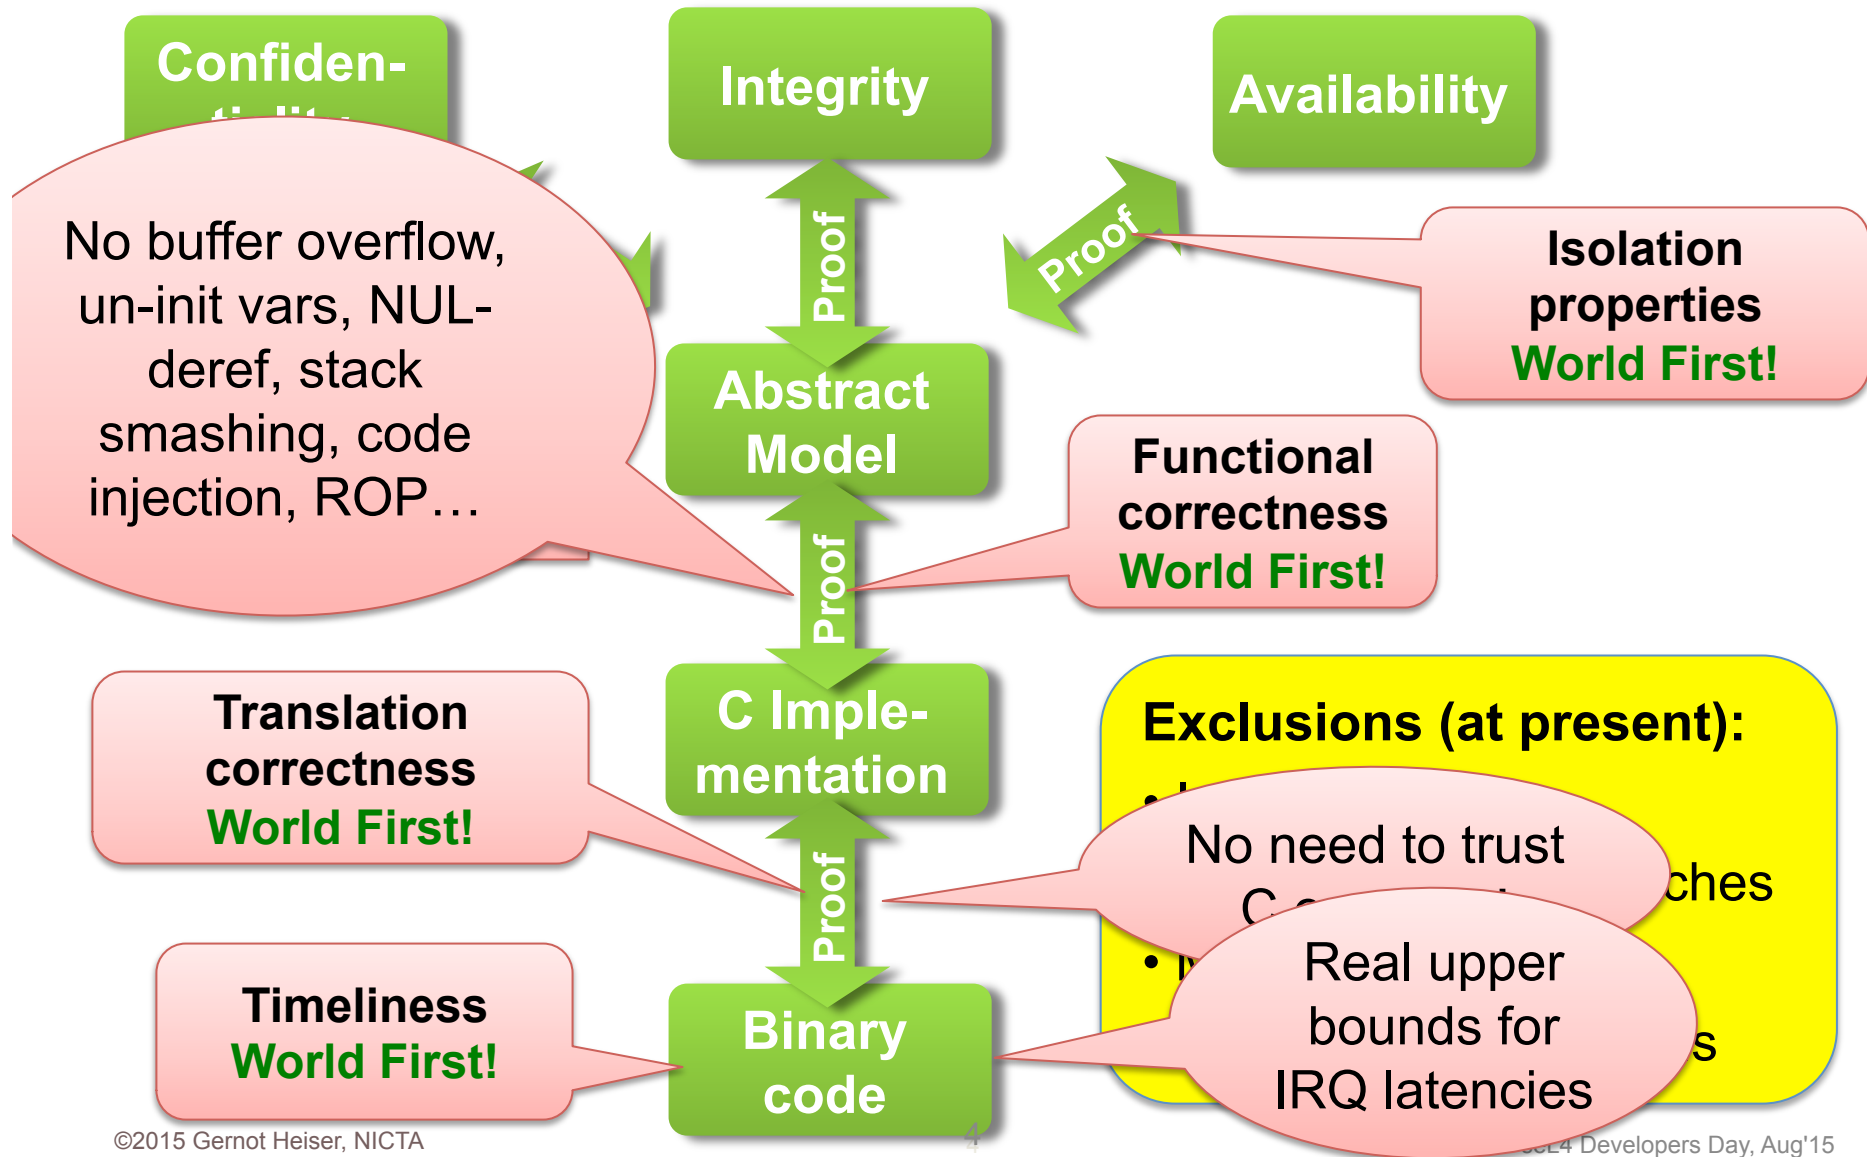 Confiden-
Integrity
Availability
No buffer overflow,
un-init vars, NUL-
deref, stack
smashing, code
injection, ROP…
Proof
Proof
Isolation
properties
World First!
Abstract
Model
Functional
correctness
World First!
Proof
Translation
correctness
World First!
C Imple-
mentation
Exclusions (at present):
No need to trust
ches
Proof
Real upper
bounds for
IRQ latencies
s
Timeliness
World First!
Binary
code
©2015 Gernot Heiser, NICTA
4
Developers Day, Aug'15